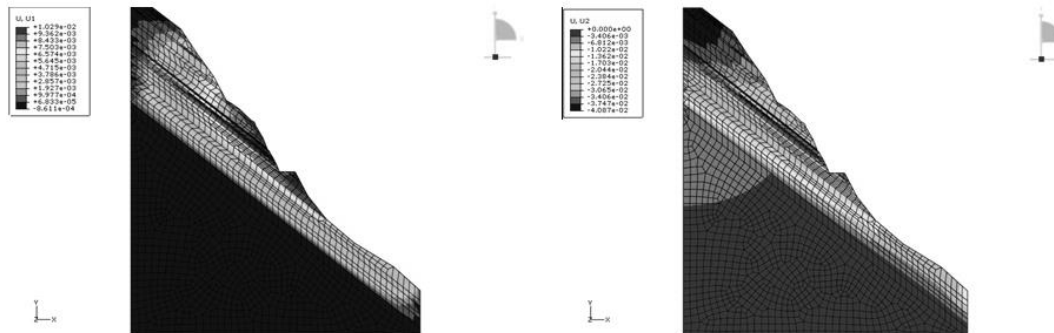 U, U1
+1.029e-02
+9.362e-03
+8.433e-03
+7.503e-03
+6.574e-03
+5.645e-03
+4.715e-03
+3.786e-03
+2.857e-03
+1.927e-03
+9.977e-04
+6.833e-05
-8.611e-04
Y
Z X
U, U2
+0.000e+00
-3.406e-03
-6.812e-03
-1.022e-02
-1.362e-02
-1.703e-02
-2.044e-02
-2.384e-02
-2.725e-02
-3.065e-02
-3.406e-02
-3.747e-02
-4.087e-02
Y
Z X